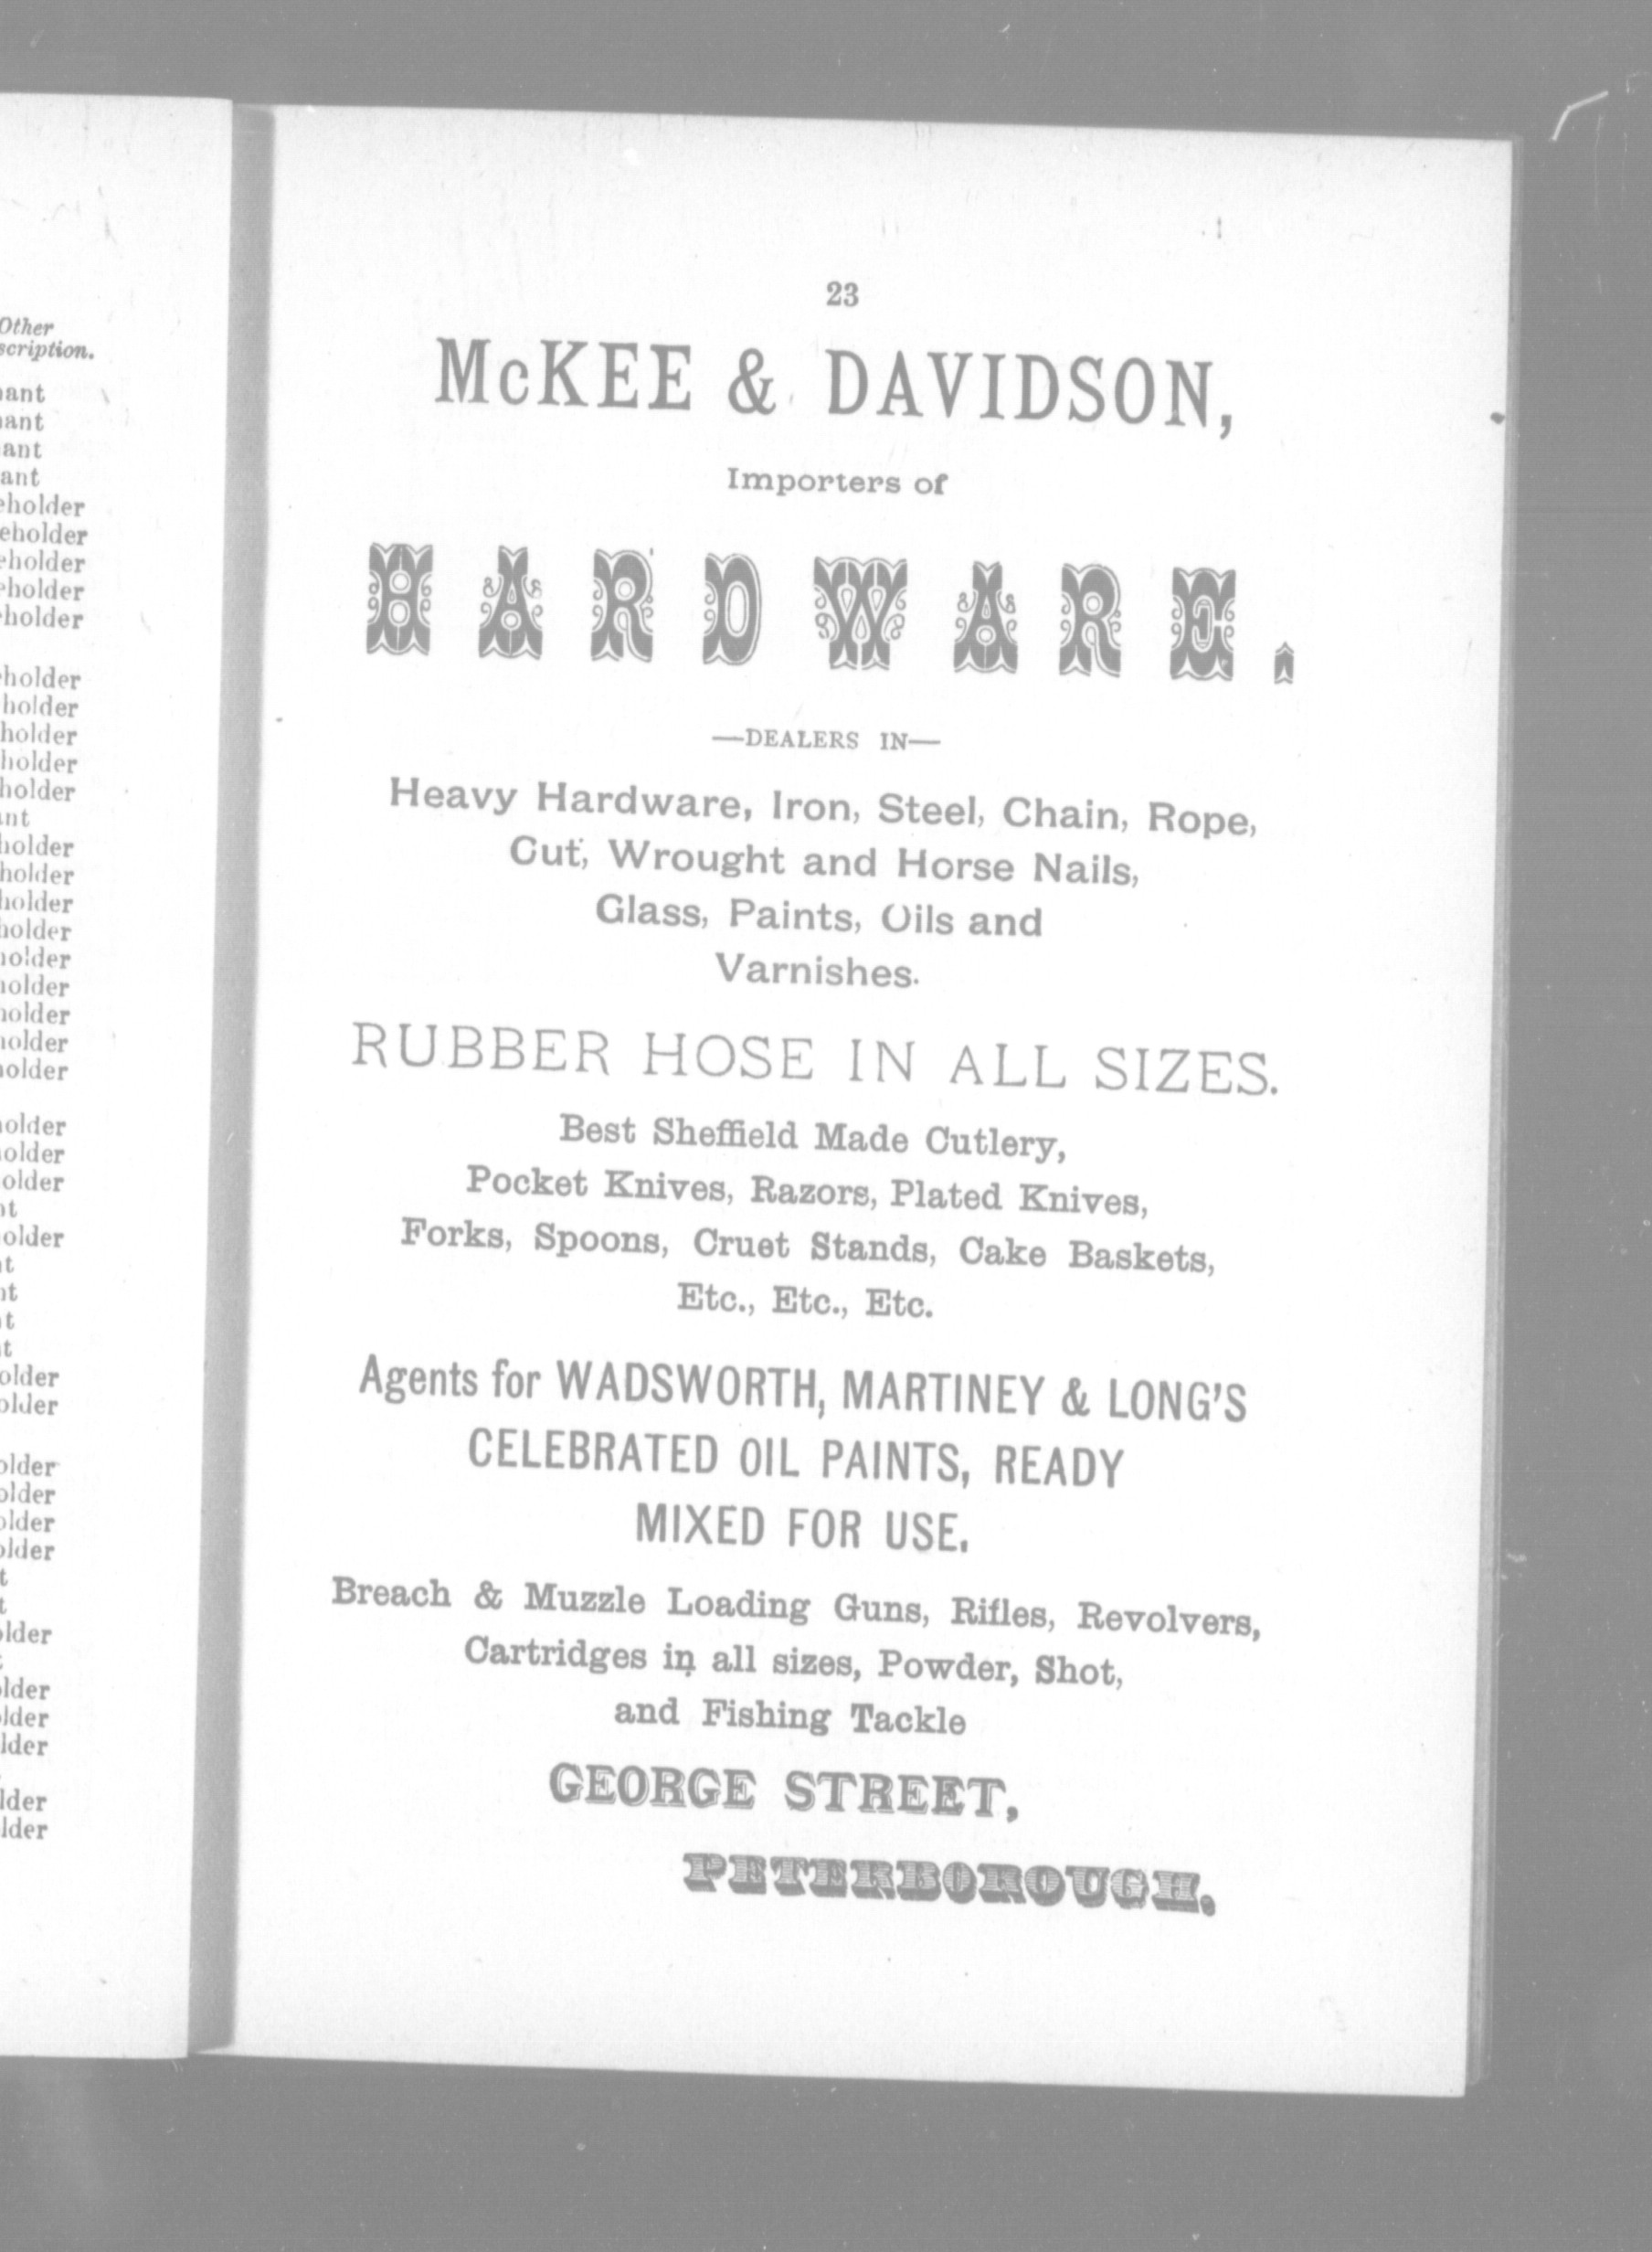 Other
23
McKEE & DAVIDSON,
Importers of
HARDWARE.
—DEALERS IN—
Heavy Hardware, Iron, Steel, Chain, Rope,
Cut, Wrought and Horse Nails,
Glass, Paints, Oils and
Varnishes.
RUBBER HOSE IN ALL SIZES.
Best Sheffield Made Cutlery,
Pocket Knives, Razors, Plated Knives,
Forks, Spoons, Cruet Stands, Cake Baskets,
Etc., Etc., Etc.
Agents for WADSWORTH, MARTINEY & LONG'S
CELEBRATED OIL PAINTS, READY
MIXED FOR USE.
Breach & Muzzle Loading Guns, Rifles, Revolvers,
Cartridges in all sizes, Powder, Shot,
and Fishing Tackle
GEORGE STREET,
PETERBOROUGH.